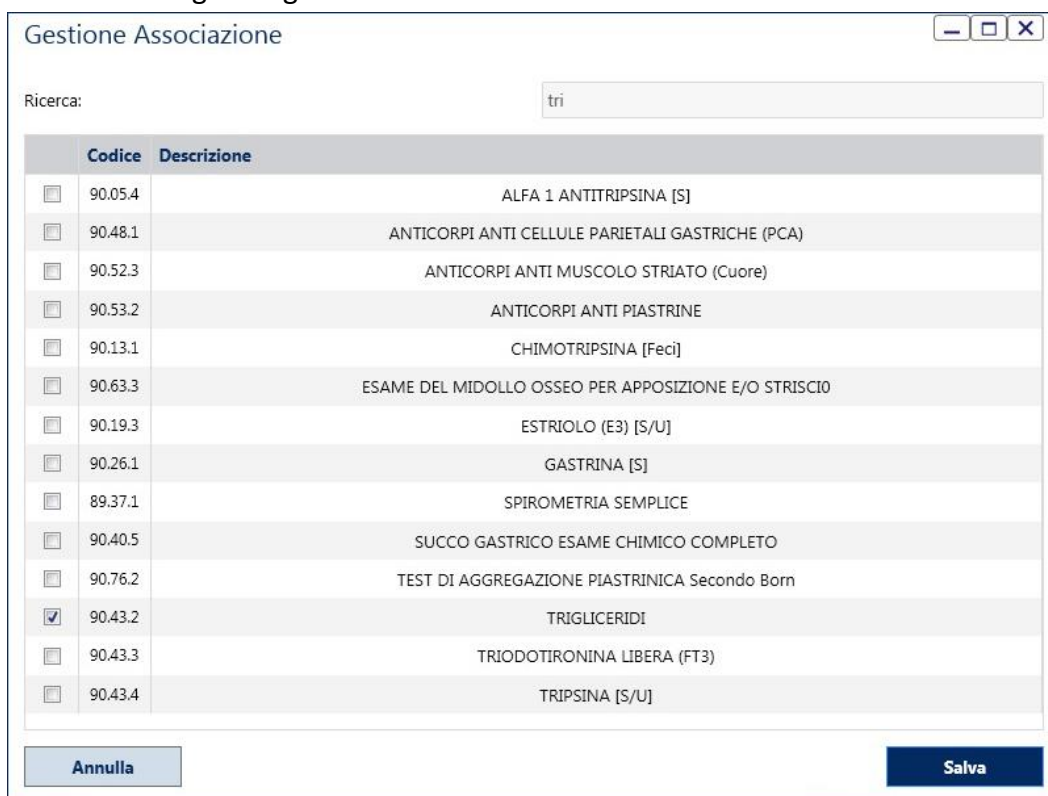 Gestione Associazione
Ricerca: tri
Codice Descrizione
90.05.4 ALFA 1 ANTITRIPSINA [S]
90.48.1 ANTICORPI ANTI CELLULE PARIETALI GASTRICHE (PCA)
90.52.3 ANTICORPI ANTI MUSCOLO STRIATO (Cuore)
90.53.2 ANTICORPI ANTI PIASTRINE
90.13.1 CHIMOTRIPSINA [Feci]
90.63.3 ESAME DEL MIDOLLO OSSEO PER APPOSIZIONE E/O STRISCI0
90.19.3 ESTRIOLO (E3) [S/U]
90.26.1 GASTRINA [S]
89.37.1 SPIROMETRIA SEMPLICE
90.40.5 SUCCO GASTRICO ESAME CHIMICO COMPLETO
90.76.2 TEST DI AGGREGAZIONE PIASTRINICA Secondo Born
90.43.2 TRIGLICERIDI
90.43.3 TRIODOTIRONINA LIBERA (FT3)
90.43.4 TRIPSINA [S/U]
Annulla Salva